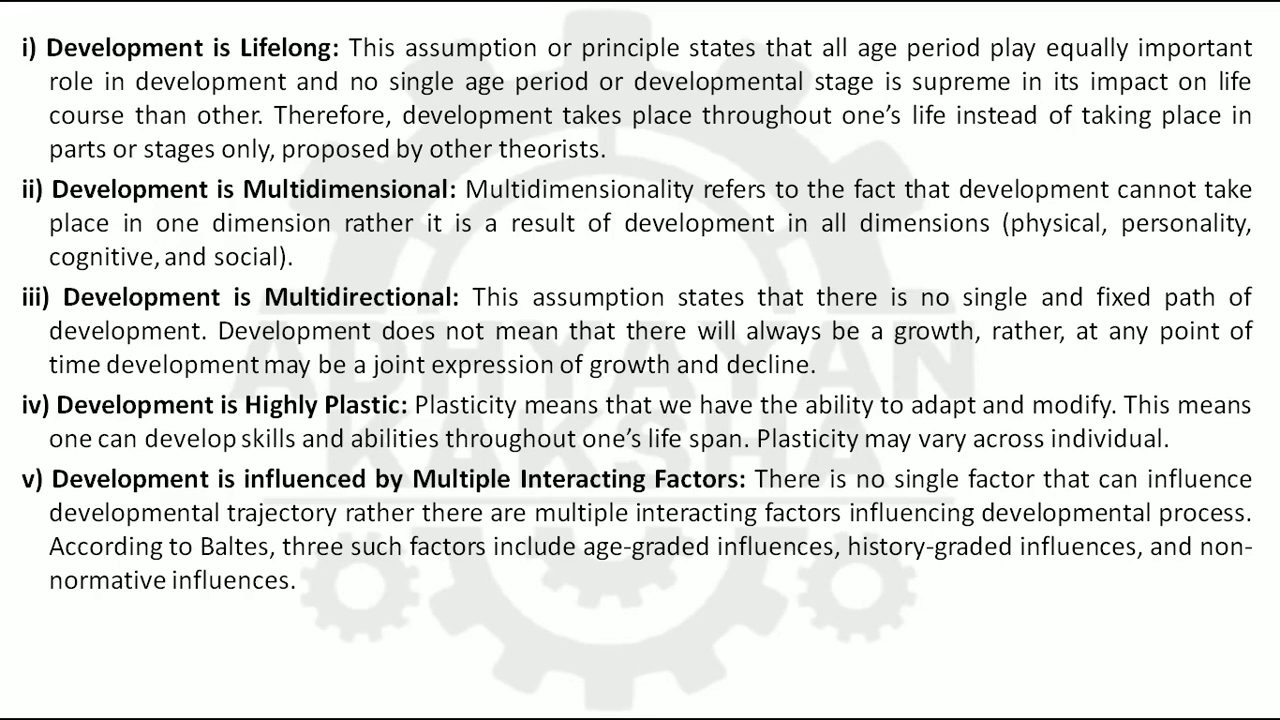 i) Development is Lifelong: This assumption or principle states that all age period play equally important
role in development and no single age period or developmental stage is supreme in its impact on life
course than other. Therefore, development takes place throughout one’s life instead of taking place in
parts or stages only, proposed by other theorists.
ii) Development is Multidimensional: Multidimensionality refers to the fact that development cannot take
place in one dimension rather it is a result of development in all dimensions (physical, personality,
cognitive, and social).
iii) Development is Multidirectional: This assumption states that there is no single and fixed path of
development. Development does not mean that there will always be a growth, rather, at any point of
time development may be a joint expression of growth and decline.
iv) Development is Highly Plastic: Plasticity means that we have the ability to adapt and modify. This means
one can develop skills and abilities throughout one’s life span. Plasticity may vary across individual.
v) Development is influenced by Multiple Interacting Factors: There is no single factor that can influence
developmental trajectory rather there are multiple interacting factors influencing developmental process.
According to Baltes, three such factors include age-graded influences, history-graded influences, and non-
normative influences.
ADHYAYAN
KAKSHA